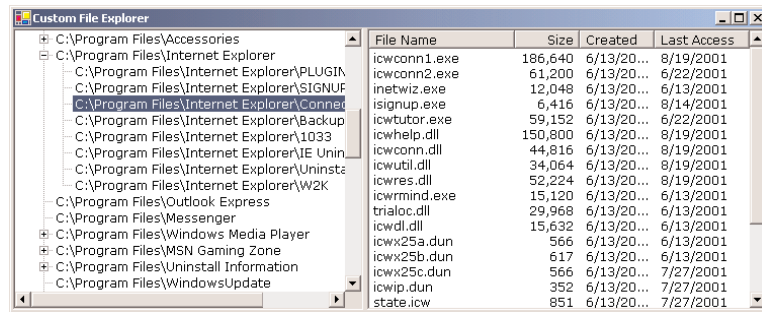 Custom File Explorer
C:\Program Files\Accessories
C:\Program Files\Internet Explorer
C:\Program Files\Internet Explorer\PLUGIN
C:\Program Files\Internet Explorer\SIGNUP
C:\Program Files\Internet Explorer\Connec
C:\Program Files\Internet Explorer\Backup
C:\Program Files\Internet Explorer\1033
C:\Program Files\Internet Explorer\IE Unin
C:\Program Files\Internet Explorer\Uninsta
C:\Program Files\Internet Explorer\W2K
C:\Program Files\Outlook Express
C:\Program Files\Messenger
C:\Program Files\Windows Media Player
C:\Program Files\MSN Gaming Zone
C:\Program Files\Uninstall Information
C:\Program Files\WindowsUpdate
File Name Size Created Last Access
icwconn1.exe 186,640 6/13/20... 8/19/2001
icwconn2.exe 61,200 6/13/20... 6/22/2001
inetwiz.exe 12,048 6/13/20... 6/13/2001
isignup.exe 6,416 6/13/20... 8/14/2001
icwtutor.exe 59,152 6/13/20... 6/22/2001
icwhelp.dll 150,800 6/13/20... 8/19/2001
icwconn.dll 44,816 6/13/20... 8/19/2001
icwutil.dll 34,064 6/13/20... 8/19/2001
icwres.dll 52,224 6/13/20... 8/19/2001
icwrmind.exe 15,120 6/13/20... 6/13/2001
trialoc.dll 29,968 6/13/20... 6/13/2001
icwdl.dll 15,632 6/13/20... 6/13/2001
icwx25a.dun 566 6/13/20... 6/13/2001
icwx25b.dun 617 6/13/20... 6/13/2001
icwx25c.dun 566 6/13/20... 7/27/2001
icwip.dun 352 6/13/20... 7/27/2001
state.icw 851 6/13/20... 7/27/2001